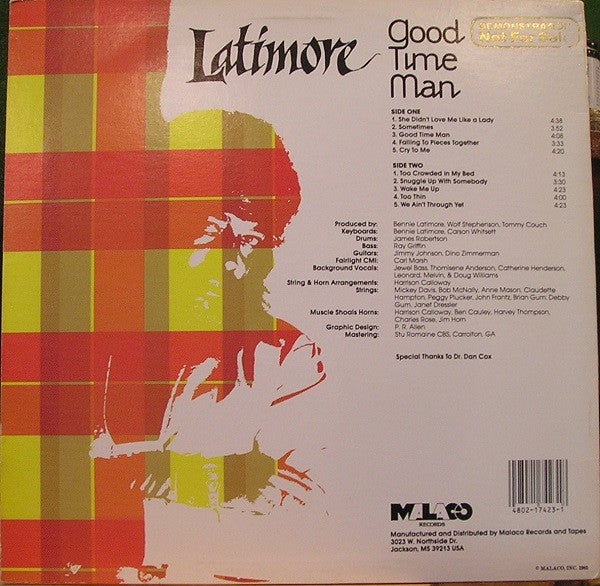 Latimore
Good
Time
Man
DEMONSTRATION
Not For Sale
SIDE ONE
1. She Didn't Love Me Like a Lady 4:38
2. Sometimes 3:52
3. Good Time Man 4:08
4. Falling To Pieces Together 3:33
5. Cry to Me 4:20
SIDE TWO
1. Too Crowded in My Bed 4:13
2. Snuggle Up With Somebody 3:30
3. Wake Me Up 4:23
4. Too Thin 4:00
5. We Ain't Through Yet 4:23
Produced by: Bennie Latimore, Wolf Stephenson, Tommy Couch
Keyboards: Bennie Latimore, Carson Whitsett
Drums: James Robertson
Bass: Ray Griffin
Guitars: Jimmy Johnson, Dino Zimmerman
Fairlight CMI: Carl Marsh
Background Vocals: Jewel Bass, Thomisene Anderson, Catherine Henderson,
Leonard, Melvin, & Doug Williams
String & Horn Arrangements: Harrison Calloway
Strings: Mickey Davis, Bob McNally, Anne Mason, Claudette
Hampton, Peggy Plucker, John Frantz, Brian Gum, Debby
Gum, Janet Dressler
Muscle Shoals Horns: Harrison Calloway, Ben Cauley, Harvey Thompson,
Charles Rose, Jim Horn
Graphic Design: P. R. Allen
Mastering: Stu Romaine CBS, Carrolton, GA
Special Thanks To Dr. Dan Cox
4802-17423-1
MALACO
RECORDS
Manufactured and Distributed by Malaco Records and Tapes
3023 W. Northside Dr.
Jackson, MS 39213 USA
© MALACO, INC. 1985